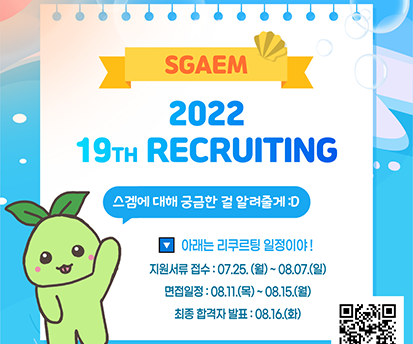 SGAEM
2022
19TH RECRUITING
스겜에 대해 궁금한 걸 알려줄게 :D
▼ 아래는 리쿠르팅 일정이야!
지원서류 접수 : 07.25. (월) ~ 08.07.(일)
면접일정 : 08.11.(목) ~ 08.15.(월)
최종 합격자 발표 : 08.16.(화)